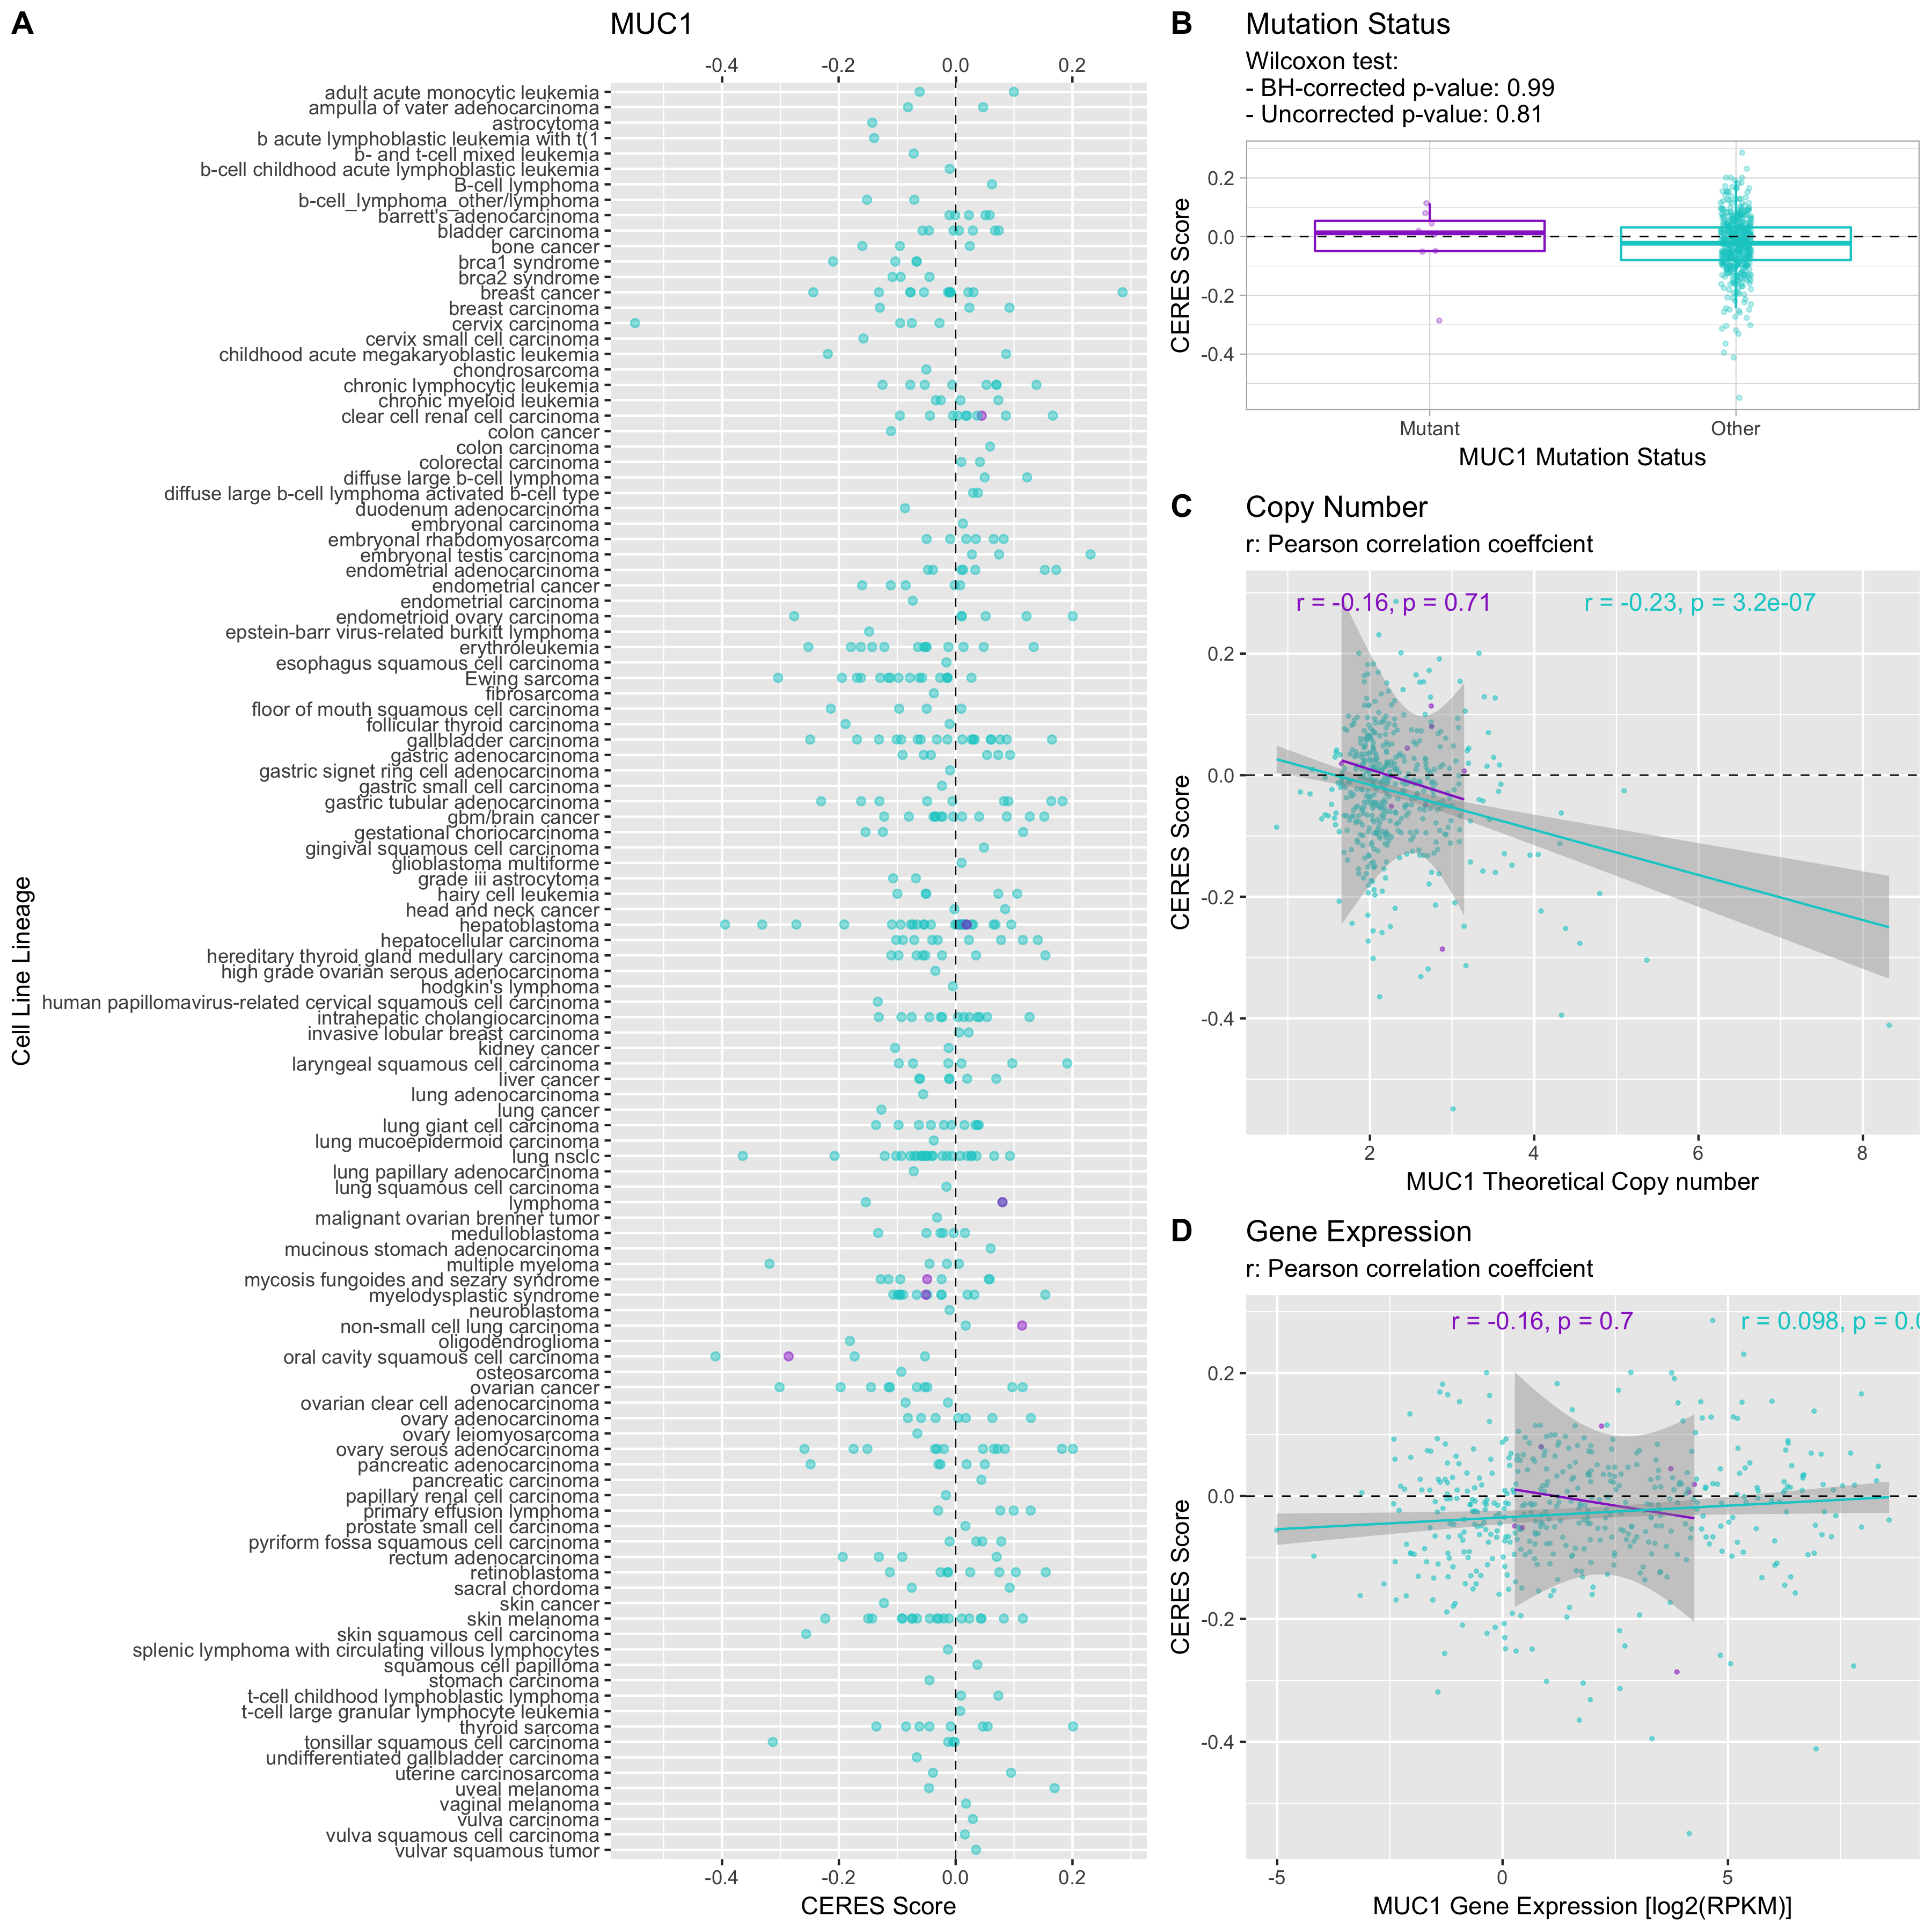 A
MUC1
-0.4 -0.2 0.0 0.2
adult acute monocytic leukemia
ampulla of vater adenocarcinoma
astrocytoma
b acute lymphoblastic leukemia with t(1
b- and t-cell mixed leukemia
b-cell childhood acute lymphoblastic leukemia
B-cell lymphoma
b-cell_lymphoma_other/lymphoma
barrett's adenocarcinoma
bladder carcinoma
bone cancer
brca1 syndrome
brca2 syndrome
breast cancer
breast carcinoma
cervix carcinoma
cervix small cell carcinoma
childhood acute megakaryoblastic leukemia
chondrosarcoma
chronic lymphocytic leukemia
chronic myeloid leukemia
clear cell renal cell carcinoma
colon cancer
colon carcinoma
colorectal carcinoma
diffuse large b-cell lymphoma
diffuse large b-cell lymphoma activated b-cell type
duodenum adenocarcinoma
embryonal carcinoma
embryonal rhabdomyosarcoma
embryonal testis carcinoma
endometrial adenocarcinoma
endometrial cancer
endometrial carcinoma
endometrioid ovary carcinoma
epstein-barr virus-related burkitt lymphoma
erythroleukemia
esophagus squamous cell carcinoma
Ewing sarcoma
fibrosarcoma
floor of mouth squamous cell carcinoma
follicular thyroid carcinoma
gallbladder carcinoma
gastric adenocarcinoma
gastric signet ring cell adenocarcinoma
gastric small cell carcinoma
gastric tubular adenocarcinoma
gbm/brain cancer
gestational choriocarcinoma
gingival squamous cell carcinoma
glioblastoma multiforme
grade iii astrocytoma
hairy cell leukemia
head and neck cancer
hepatoblastoma
hepatocellular carcinoma
hereditary thyroid gland medullary carcinoma
high grade ovarian serous adenocarcinoma
hodgkin's lymphoma
human papillomavirus-related cervical squamous cell carcinoma
intrahepatic cholangiocarcinoma
invasive lobular breast carcinoma
kidney cancer
laryngeal squamous cell carcinoma
liver cancer
lung adenocarcinoma
lung cancer
lung giant cell carcinoma
lung mucoepidermoid carcinoma
lung nsclc
lung papillary adenocarcinoma
lung squamous cell carcinoma
lymphoma
malignant ovarian brenner tumor
medulloblastoma
mucinous stomach adenocarcinoma
multiple myeloma
mycosis fungoides and sezary syndrome
myelodysplastic syndrome
neuroblastoma
non-small cell lung carcinoma
oligodendroglioma
oral cavity squamous cell carcinoma
osteosarcoma
ovarian cancer
ovarian clear cell adenocarcinoma
ovary adenocarcinoma
ovary leiomyosarcoma
ovary serous adenocarcinoma
pancreatic adenocarcinoma
pancreatic carcinoma
papillary renal cell carcinoma
primary effusion lymphoma
prostate small cell carcinoma
pyriform fossa squamous cell carcinoma
rectum adenocarcinoma
retinoblastoma
sacral chordoma
skin cancer
skin melanoma
skin squamous cell carcinoma
splenic lymphoma with circulating villous lymphocytes
squamous cell papilloma
stomach carcinoma
t-cell childhood lymphoblastic lymphoma
t-cell large granular lymphocyte leukemia
thyroid sarcoma
tonsillar squamous cell carcinoma
undifferentiated gallbladder carcinoma
uterine carcinosarcoma
uveal melanoma
vaginal melanoma
vulva carcinoma
vulva squamous cell carcinoma
vulvar squamous tumor
-0.4 -0.2 0.0 0.2
CERES Score
Cell Line Lineage
B
Mutation Status
Wilcoxon test:
- BH-corrected p-value: 0.99
- Uncorrected p-value: 0.81
0.2
0.0
-0.2
-0.4
CERES Score
Mutant Other
MUC1 Mutation Status
C
Copy Number
r: Pearson correlation coeffcient
r = -0.16, p = 0.71 r = -0.23, p = 3.2e-07
0.2
0.0
-0.2
-0.4
CERES Score
2 4 6 8
MUC1 Theoretical Copy number
D
Gene Expression
r: Pearson correlation coeffcient
r = -0.16, p = 0.7 r = 0.098, p = 0.0
0.2
0.0
-0.2
-0.4
CERES Score
-5 0 5
MUC1 Gene Expression [log2(RPKM)]